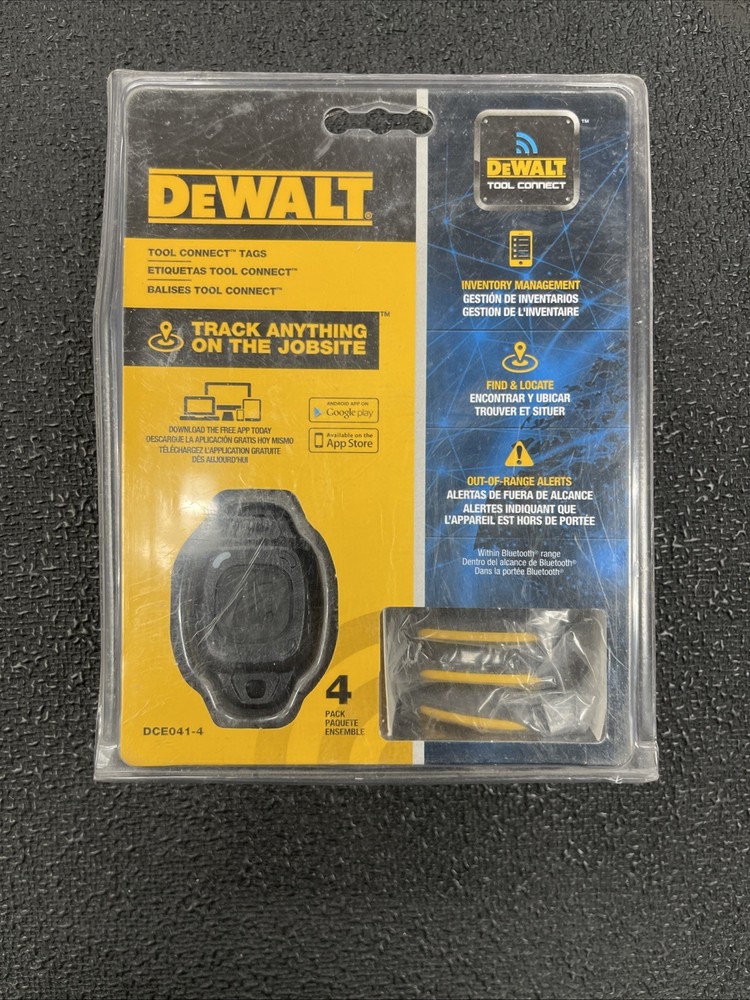 DEWALT®
TOOL CONNECT™ TAGS
ETIQUETAS TOOL CONNECT™
BALISES TOOL CONNECT™
TRACK ANYTHING™
ON THE JOBSITE
DOWNLOAD THE FREE APP TODAY
DESCARGUE LA APLICACIÓN GRATIS HOY MISMO
TÉLÉCHARGEZ L'APPLICATION GRATUITE
DÈS AUJOURD'HUI
ANDROID APP ON
Google play
Available on the
App Store
4
PACK
PAQUETE
ENSEMBLE
DCE041-4
DEWALT™
TOOL CONNECT
INVENTORY MANAGEMENT
GESTIÓN DE INVENTARIOS
GESTION DE L'INVENTAIRE
FIND & LOCATE
ENCONTRAR Y UBICAR
TROUVER ET SITUER
OUT-OF-RANGE ALERTS
ALERTAS DE FUERA DE ALCANCE
ALERTES INDIQUANT QUE
L'APPAREIL EST HORS DE PORTÉE
Within Bluetooth® range
Dentro del alcance de Bluetooth®
Dans la portée Bluetooth®